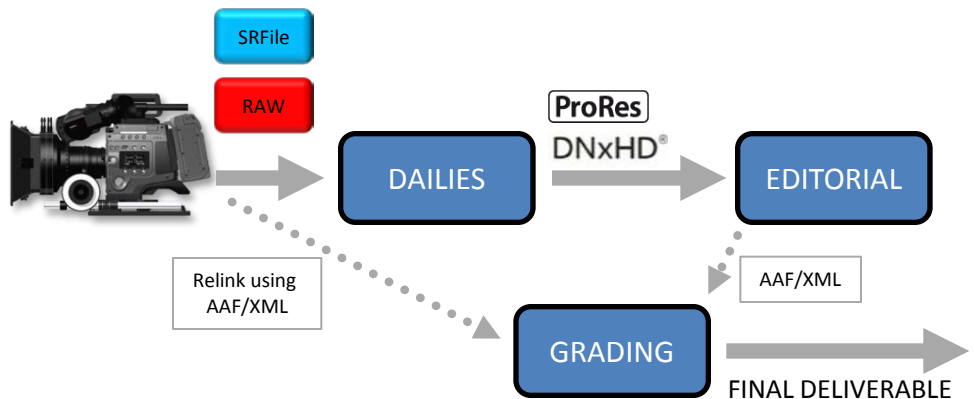 SRFile
RAW
ProRes
DNxHD®
DAILIES
EDITORIAL
Relink using
AAF/XML
AAF/XML
GRADING
FINAL DELIVERABLE